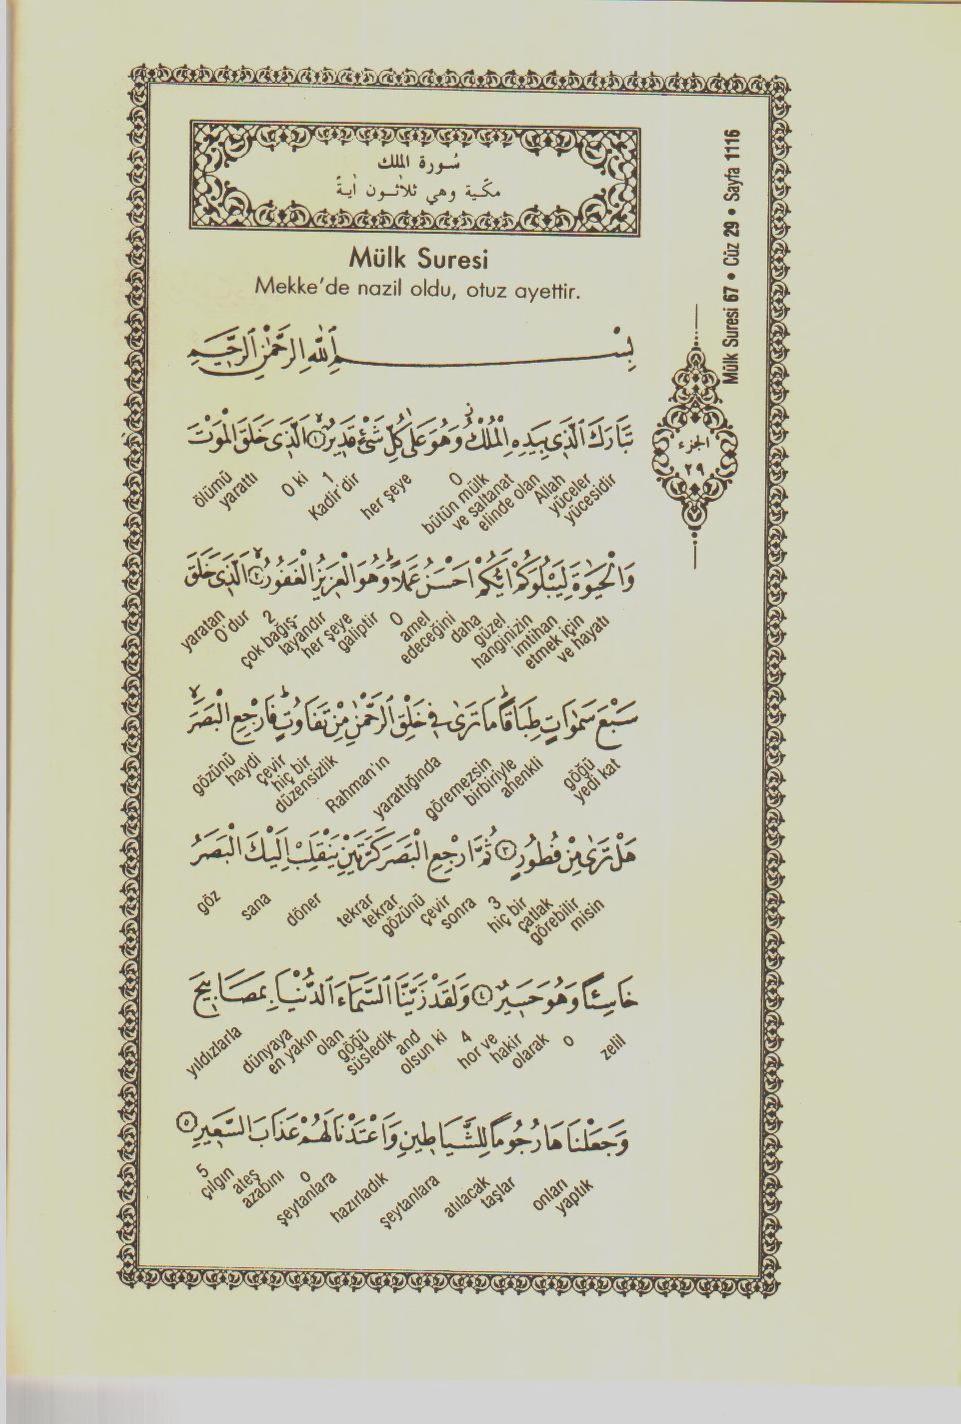 سُورة الملك
مكّية وهي ثلاثون اٰيةً
Mülk Suresi
Mekke’de nazil oldu, otuz ayettir.
Mülk Suresi 67 • Cüz 29 • Sayfa 1116
بِسْمِ اللّٰهِ الرَّحْمٰنِ الرَّحِيمِ
الجزء
٢٩
تَبَارَكَ الَّذِى بِيَدِهِ الْمُلْكُ وَهُوَ عَلٰى كُلِّ شَىْءٍ قَدِيرٌ ﴿١﴾ اَلَّذِى خَلَقَ الْمَوْتَ
yüceler yücesidir Allah elinde olan ve saltanat bütün mülk O her şeye Kadir’dir 1 O ki yarattı ölümü
وَالْحَيٰوةَ لِيَبْلُوَكُمْ اَيُّكُمْ اَحْسَنُ عَمَلًا وَهُوَ الْعَزِيزُ الْغَفُورُ ﴿٢﴾ اَلَّذِى خَلَقَ
ve hayatı etmek için imtihan hanginizin güzel daha edeceğini amel O galiptir her şeye layandır çok bağış- 2 O’dur yaratan
سَبْعَ سَمٰوَاتٍ طِبَاقًا مَا تَرٰى فِى خَلْقِ الرَّحْمٰنِ مِنْ تَفَاوُتٍ فَارْجِعِ الْبَصَرَ
yedi kat göğü ahenkli birbiriyle göremezsin yarattığında Rahman’ın düzensizlik hiç bir çevir haydi gözünü
هَلْ تَرٰى مِنْ فُطُورٍ ﴿٣﴾ ثُمَّ ارْجِعِ الْبَصَرَ كَرَّتَيْنِ يَنْقَلِبْ اِلَيْكَ الْبَصَرُ
misin görebilir çatlak hiç bir 3 sonra çevir gözünü tekrar tekrar döner sana göz
خَاسِئًا وَهُوَ حَسِيرٌ ﴿٤﴾ وَلَقَدْ زَيَّنَّا السَّمَاءَ الدُّنْيَا بِمَصَابِيحَ
zelil o olarak hakir hor ve 4 olsun ki and süsledik göğü olan en yakın dünyaya yıldızlarla
وَجَعَلْنَاهَا رُجُومًا لِلشَّيَاطِينِ وَاَعْتَدْنَا لَهُمْ عَذَابَ السَّعِيرِ ﴿٥﴾
yaptık onları taşlar atılacak şeytanlara hazırladık şeytanlara o azabını ateş çılgın 5